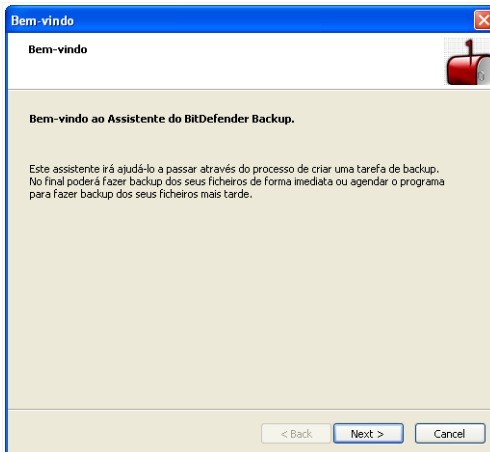 Bem-vindo
Bem-vindo
Bem-vindo ao Assistente do BitDefender Backup.
Este assistente irá ajudá-lo a passar através do processo de criar uma tarefa de backup.
No final poderá fazer backup dos seus ficheiros de forma imediata ou agendar o programa
para fazer backup dos seus ficheiros mais tarde.
< Back Next > Cancel